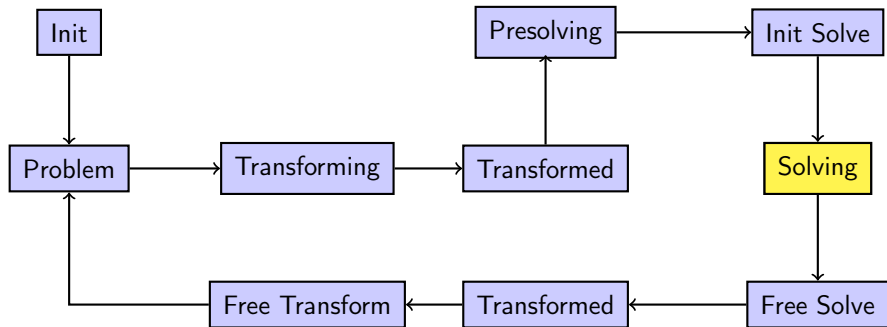 Init
Presolving
Init Solve
Problem
Transforming
Transformed
Solving
Free Transform
Transformed
Free Solve